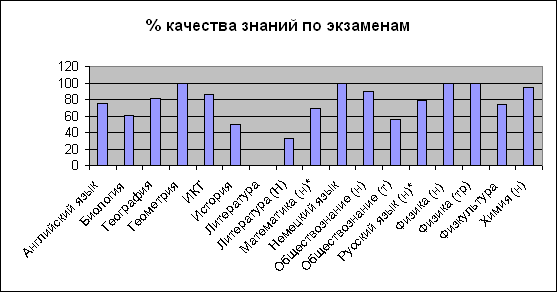 % качества знаний по экзаменам
120
100
80
60
40
20
0
Английский язык
Биология
География
Геометрия
ИКТ
История
Литература
Литература (Н)
Математика (н)*
Немецкий язык
Обществознание (н)
Обществознание (т)
Русский язык (н)*
Физика (н)
Физика (тр)
Физкультура
Химия (н)